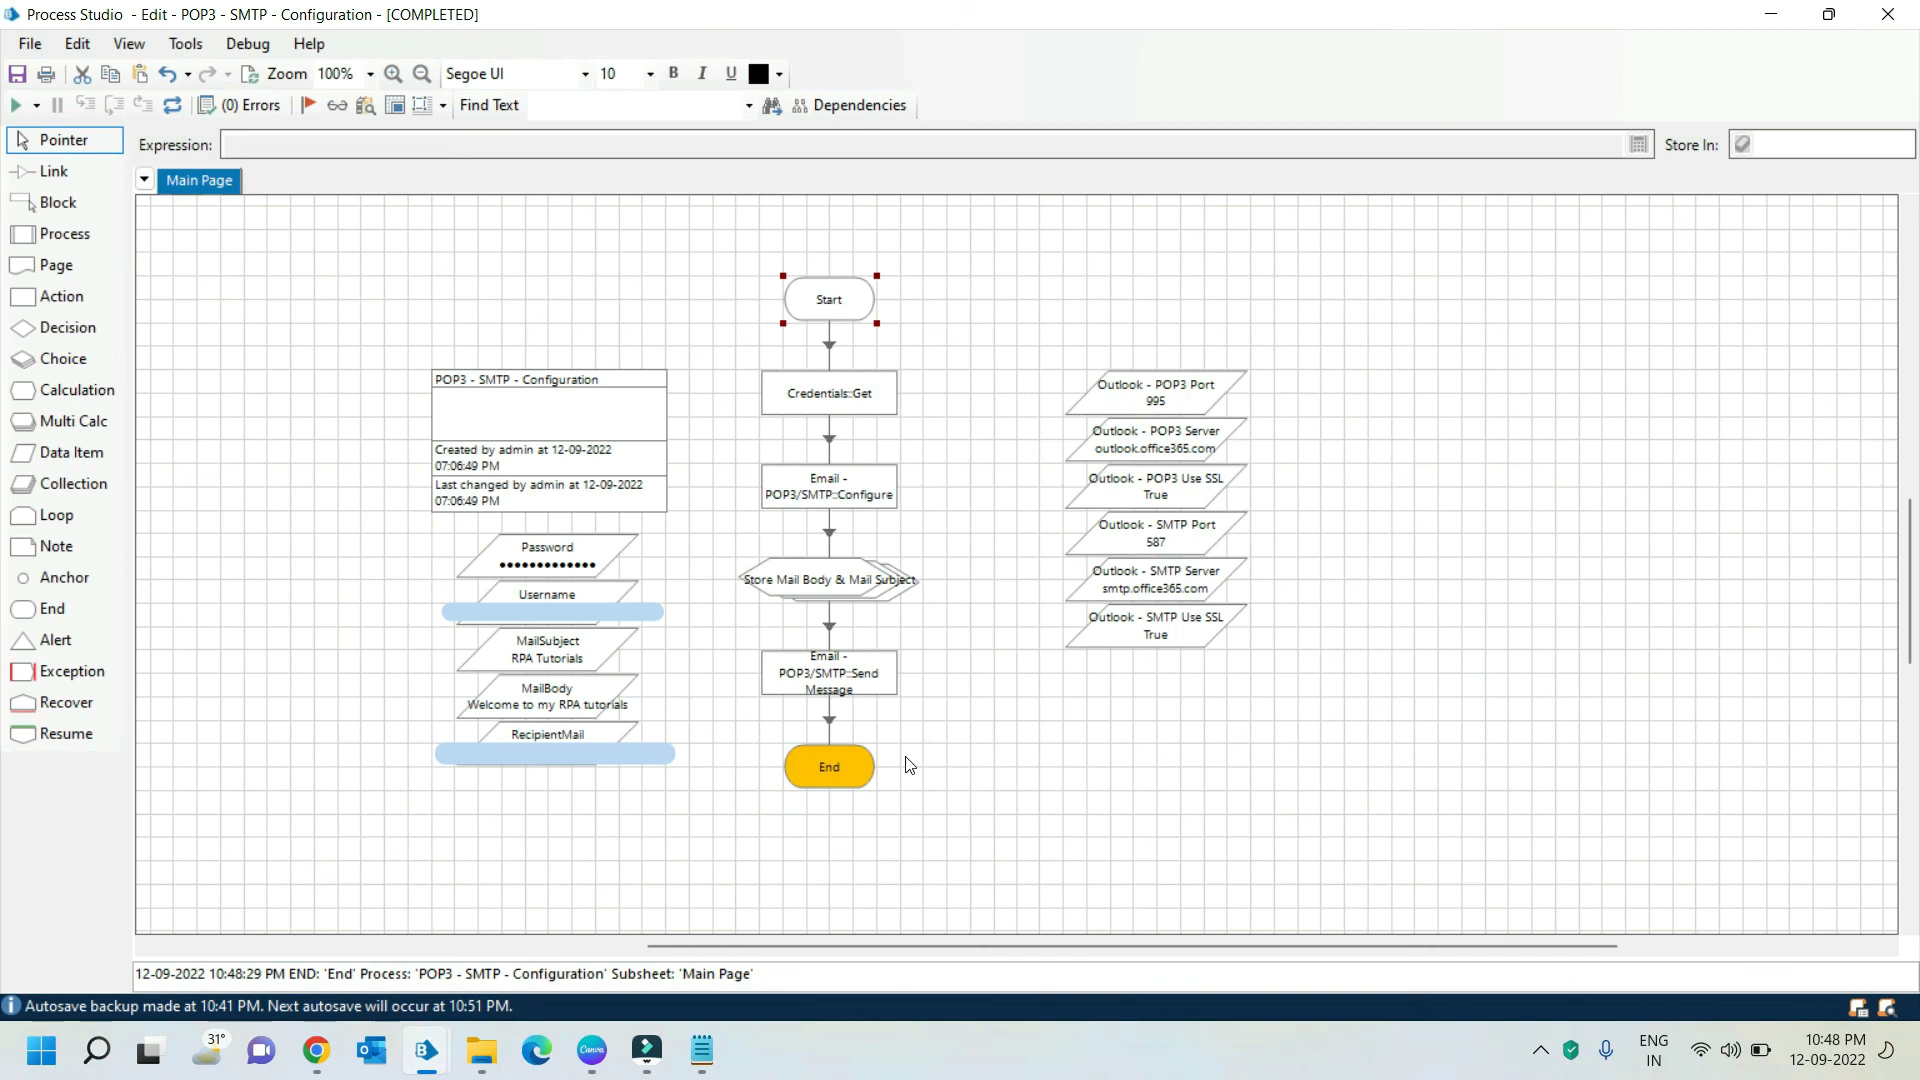 Process Studio - Edit - POP3 - SMTP - Configuration - [COMPLETED]
File Edit View Tools Debug Help
Zoom 100% Segoe UI 10 B I U
(0) Errors Find Text Dependencies
Pointer
Link
Block
Process
Page
Action
Decision
Choice
Calculation
Multi Calc
Data Item
Collection
Loop
Note
Anchor
End
Alert
Exception
Recover
Resume
Expression: Store In:
Main Page
POP3 - SMTP - Configuration
Created by admin at 12-09-2022
07:06:49 PM
Last changed by admin at 12-09-2022
07:06:49 PM
Password
•••••••••••••
Username
MailSubject
RPA Tutorials
MailBody
Welcome to my RPA tutorials
RecipientMail
Start
Credentials::Get
Email -
POP3/SMTP::Configure
Store Mail Body & Mail Subject
Email -
POP3/SMTP::Send
Message
End
Outlook - POP3 Port
995
Outlook - POP3 Server
outlook.office365.com
Outlook - POP3 Use SSL
True
Outlook - SMTP Port
587
Outlook - SMTP Server
smtp.office365.com
Outlook - SMTP Use SSL
True
12-09-2022 10:48:29 PM END: 'End' Process: 'POP3 - SMTP - Configuration' Subsheet: 'Main Page'
Autosave backup made at 10:41 PM. Next autosave will occur at 10:51 PM.
31°
Canva
ENG
IN
10:48 PM
12-09-2022